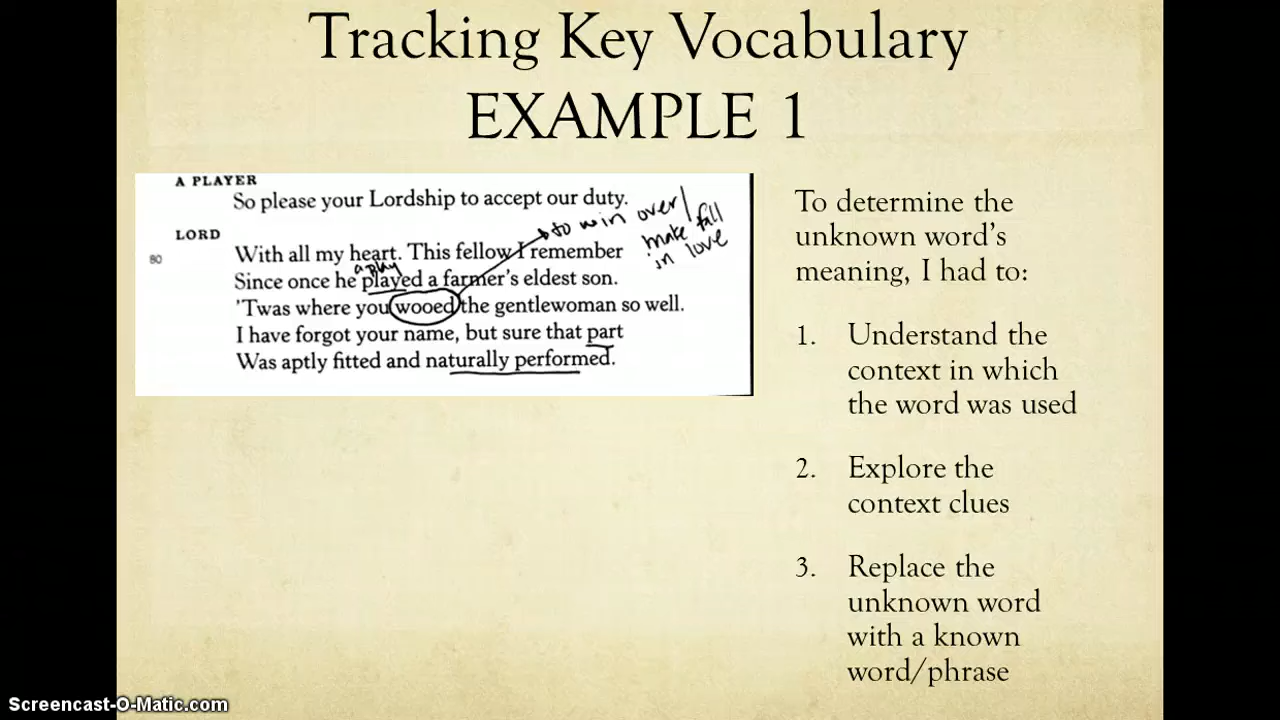 Tracking Key Vocabulary
EXAMPLE 1
A PLAYER
So please your Lordship to accept our duty.
to win over/
make fall
in love
LORD
80
With all my heart. This fellow I remember
a play
Since once he played a farmer's eldest son.
'Twas where you wooed the gentlewoman so well.
I have forgot your name, but sure that part
Was aptly fitted and naturally performed.
To determine the
unknown word's
meaning, I had to:
1. Understand the
context in which
the word was used
2. Explore the
context clues
3. Replace the
unknown word
with a known
word/phrase
Screencast-O-Matic.com